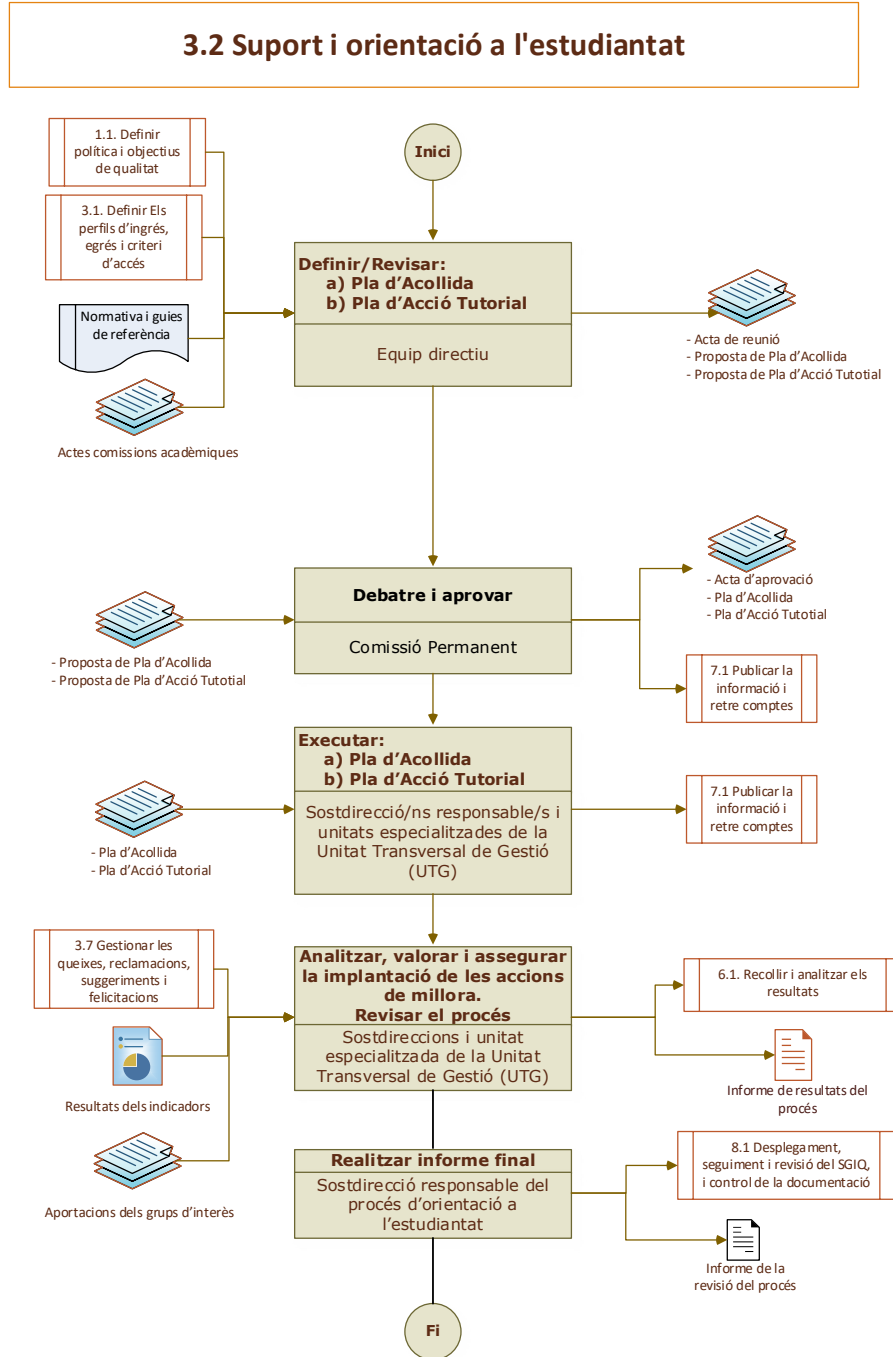 3.2 Suport i orientació a l'estudiantat
1.1. Definir
política i objectius
de qualitat
Inici
3.1. Definir Els
perfils d'ingrés,
egrés i criteri
d'accés
Normativa i guies
de referència
Actes comissions acadèmiques
Definir/Revisar:
a) Pla d'Acollida
b) Pla d'Acció Tutorial
Equip directiu
- Acta de reunió
- Proposta de Pla d'Acollida
- Proposta de Pla d'Acció Tutotial
- Proposta de Pla d'Acollida
- Proposta de Pla d'Acció Tutotial
Debatre i aprovar
Comissió Permanent
- Acta d'aprovació
- Pla d'Acollida
- Pla d'Acció Tutotial
7.1 Publicar la
informació i
retre comptes
- Pla d'Acollida
- Pla d'Acció Tutorial
Executar:
a) Pla d'Acollida
b) Pla d'Acció Tutorial
Sostdirecció/ns responsable/s i
unitats especialitzades de la
Unitat Transversal de Gestió
(UTG)
7.1 Publicar la
informació i
retre comptes
3.7 Gestionar les
queixes, reclamacions,
suggeriments i
felicitacions
Resultats dels indicadors
Aportacions dels grups d'interès
Analitzar, valorar i assegurar
la implantació de les accions
de millora.
Revisar el procés
Sostdireccions i unitat
especialitzada de la Unitat
Transversal de Gestió (UTG)
6.1. Recollir i analitzar els
resultats
Informe de resultats del
procés
Realitzar informe final
Sostdirecció responsable del
procés d'orientació a
l'estudiantat
8.1 Desplegament,
seguiment i revisió del SGIQ,
i control de la documentació
Informe de la
revisió del procés
Fi